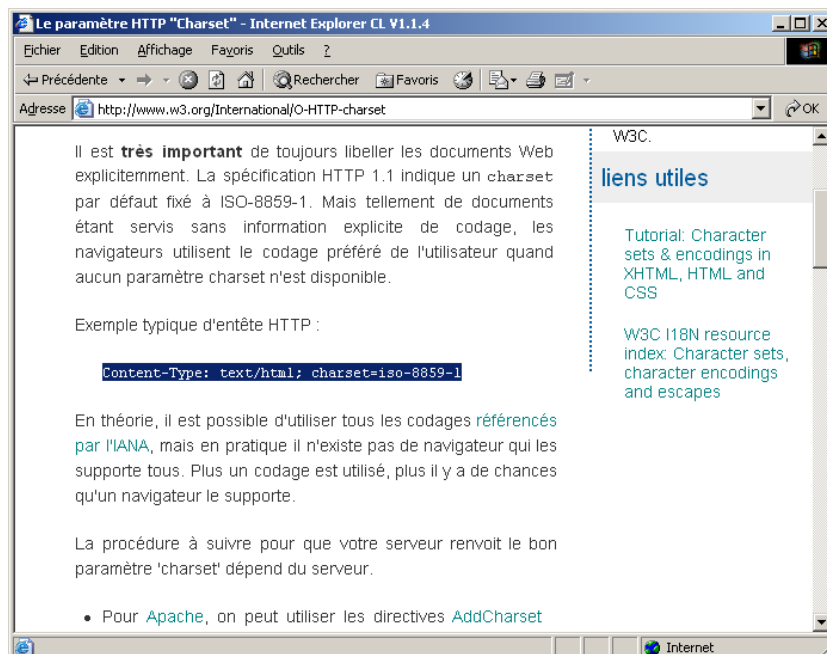 Le paramètre HTTP "Charset" - Internet Explorer CL V1.1.4
Fichier Edition Affichage Favoris Outils ?
Précédente Rechercher Favoris
Adresse http://www.w3.org/International/O-HTTP-charset OK
Il est très important de toujours libeller les documents Web
explicitemment. La spécification HTTP 1.1 indique un charset
par défaut fixé à ISO-8859-1. Mais tellement de documents
étant servis sans information explicite de codage, les
navigateurs utilisent le codage préféré de l'utilisateur quand
aucun paramètre charset n'est disponible.
Exemple typique d'entête HTTP :
Content-Type: text/html; charset=iso-8859-1
En théorie, il est possible d'utiliser tous les codages référencés
par l'IANA, mais en pratique il n'existe pas de navigateur qui les
supporte tous. Plus un codage est utilisé, plus il y a de chances
qu'un navigateur le supporte.
La procédure à suivre pour que votre serveur renvoit le bon
paramètre 'charset' dépend du serveur.
• Pour Apache, on peut utiliser les directives AddCharset
W3C.
liens utiles
Tutorial: Character
sets & encodings in
XHTML, HTML and
CSS
W3C I18N resource
index: Character sets,
character encodings
and escapes
Internet